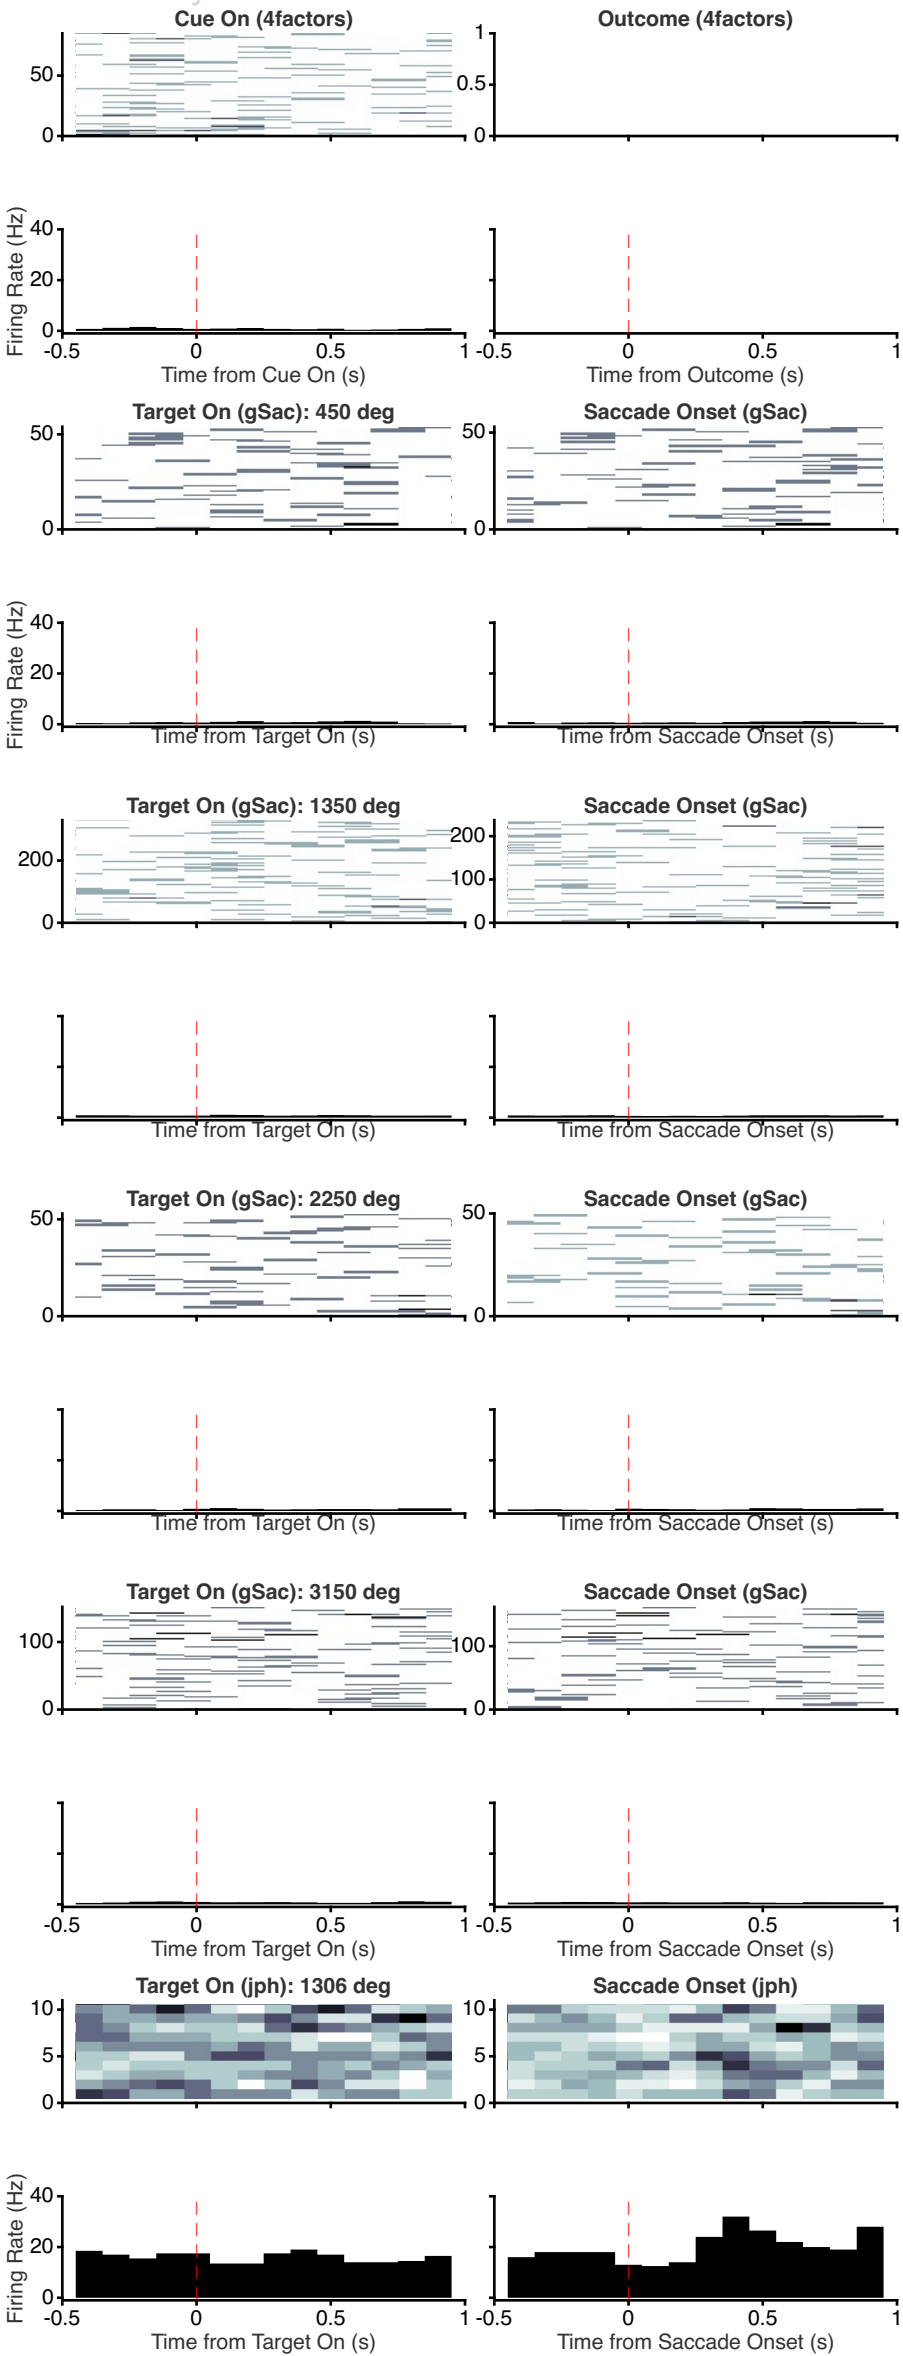 Cue On (4factors) Outcome (4factors)
50
0
1
0.5
0
Firing Rate (Hz)
40
20
0
-0.5 0 0.5 1
-0.5 0 0.5 1
Time from Cue On (s) Time from Outcome (s)
Target On (gSac): 450 deg Saccade Onset (gSac)
50
0
50
0
Firing Rate (Hz)
40
20
0
Time from Target On (s) Time from Saccade Onset (s)
Target On (gSac): 1350 deg Saccade Onset (gSac)
200
0
200
100
0
Time from Target On (s) Time from Saccade Onset (s)
Target On (gSac): 2250 deg Saccade Onset (gSac)
50
0
50
0
Time from Target On (s) Time from Saccade Onset (s)
Target On (gSac): 3150 deg Saccade Onset (gSac)
100
0
100
0
-0.5 0 0.5 1
-0.5 0 0.5 1
Time from Target On (s) Time from Saccade Onset (s)
Target On (jph): 1306 deg Saccade Onset (jph)
10
5
0
10
5
0
Firing Rate (Hz)
40
20
0
-0.5 0 0.5 1
-0.5 0 0.5 1
Time from Target On (s) Time from Saccade Onset (s)